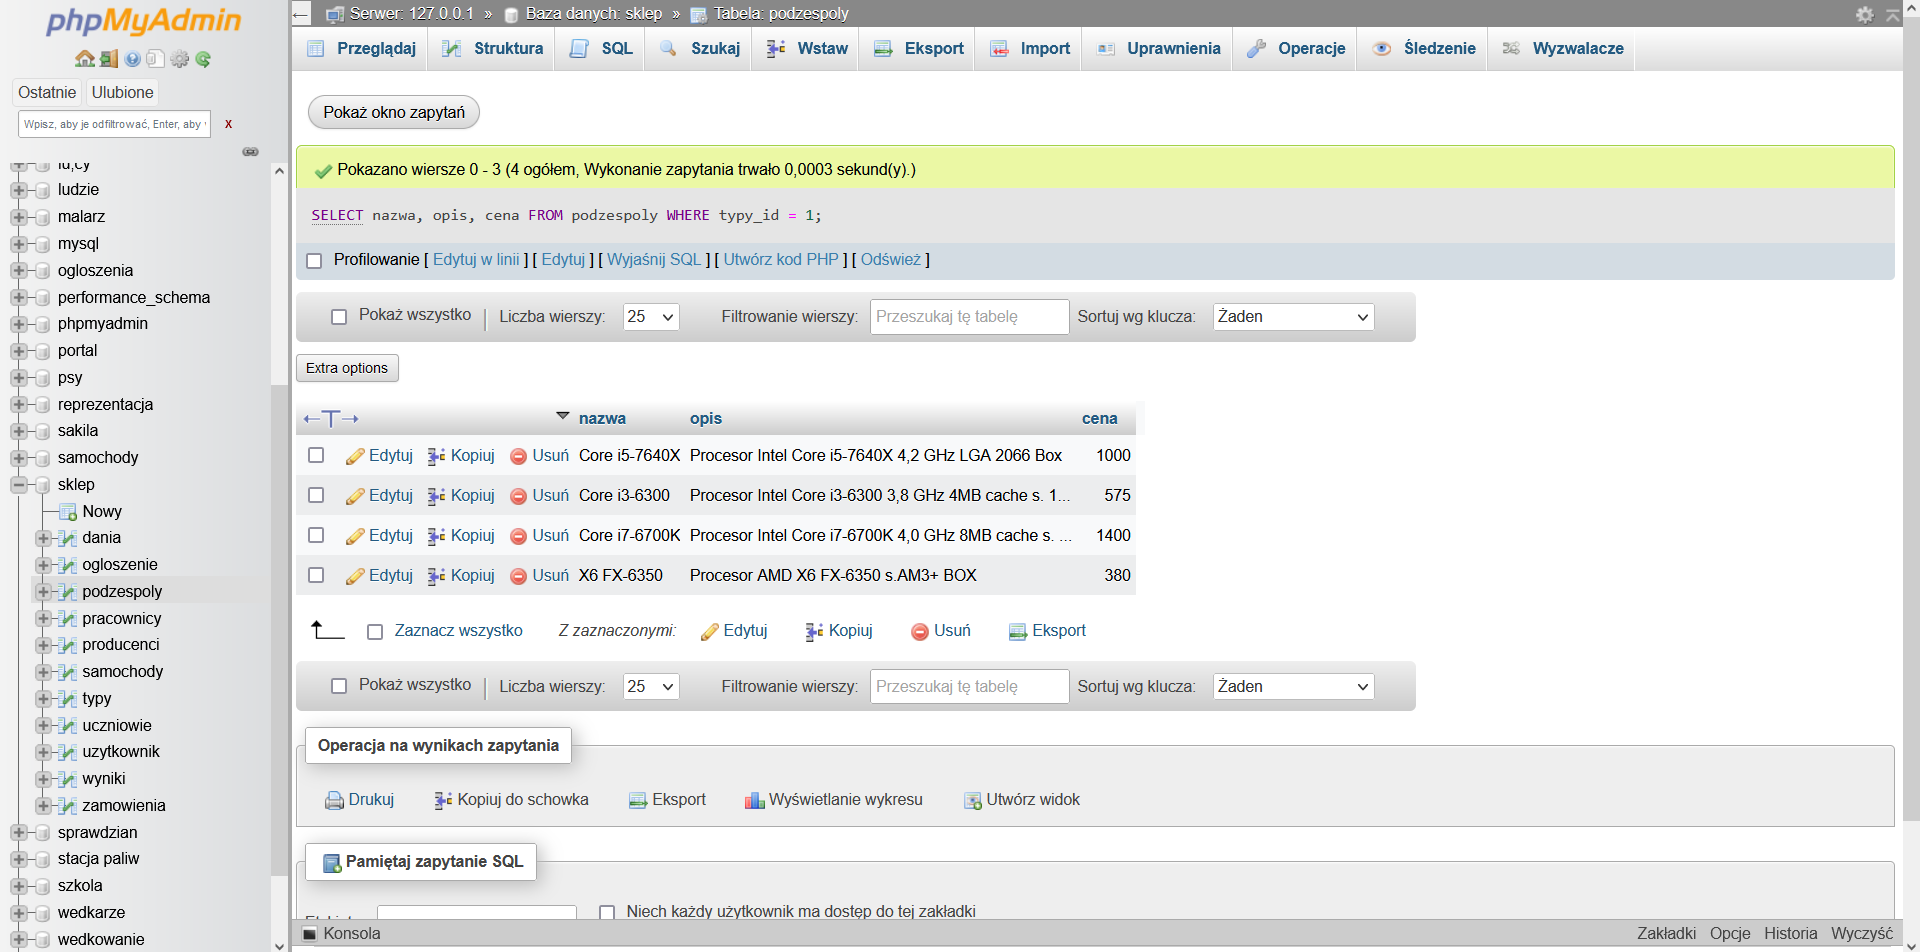 phpMyAdmin
Ostatnie Ulubione
Wpisz, aby je odfiltrować, Enter, aby X
ludzie
malarz
mysql
ogloszenia
performance_schema
phpmyadmin
portal
psy
reprezentacja
sakila
samochody
sklep
Nowy
dania
ogloszenie
podzespoly
pracownicy
producenci
samochody
typy
uczniowie
uzytkownik
wyniki
zamowienia
sprawdzian
stacja paliw
szkola
wedkarze
wedkowanie
Serwer: 127.0.0.1 » Baza danych: sklep » Tabela: podzespoly
Przeglądaj Struktura SQL Szukaj Wstaw Eksport Import Uprawnienia Operacje Śledzenie Wyzwalacze
Pokaż okno zapytań
Pokazano wiersze 0 - 3 (4 ogółem, Wykonanie zapytania trwało 0,0003 sekund(y).)
SELECT nazwa, opis, cena FROM podzespoly WHERE typy_id = 1;
Profilowanie [ Edytuj w linii ] [ Edytuj ] [ Wyjaśnij SQL ] [ Utwórz kod PHP ] [ Odśwież ]
Pokaż wszystko | Liczba wierszy: 25 Filtrowanie wierszy: Przeszukaj tę tabelę Sortuj wg klucza: Żaden
Extra options
←T→ nazwa opis cena
Edytuj Kopiuj Usuń Core i5-7640X Procesor Intel Core i5-7640X 4,2 GHz LGA 2066 Box 1000
Edytuj Kopiuj Usuń Core i3-6300 Procesor Intel Core i3-6300 3,8 GHz 4MB cache s. 1... 575
Edytuj Kopiuj Usuń Core i7-6700K Procesor Intel Core i7-6700K 4,0 GHz 8MB cache s. ... 1400
Edytuj Kopiuj Usuń X6 FX-6350 Procesor AMD X6 FX-6350 s.AM3+ BOX 380
Zaznacz wszystko Z zaznaczonymi: Edytuj Kopiuj Usuń Eksport
Pokaż wszystko | Liczba wierszy: 25 Filtrowanie wierszy: Przeszukaj tę tabelę Sortuj wg klucza: Żaden
Operacja na wynikach zapytania
Drukuj Kopiuj do schowka Eksport Wyświetlanie wykresu Utwórz widok
Pamiętaj zapytanie SQL
Niech każdy użytkownik ma dostęp do tej zakładki
Konsola Zakładki Opcje Historia Wyczyść